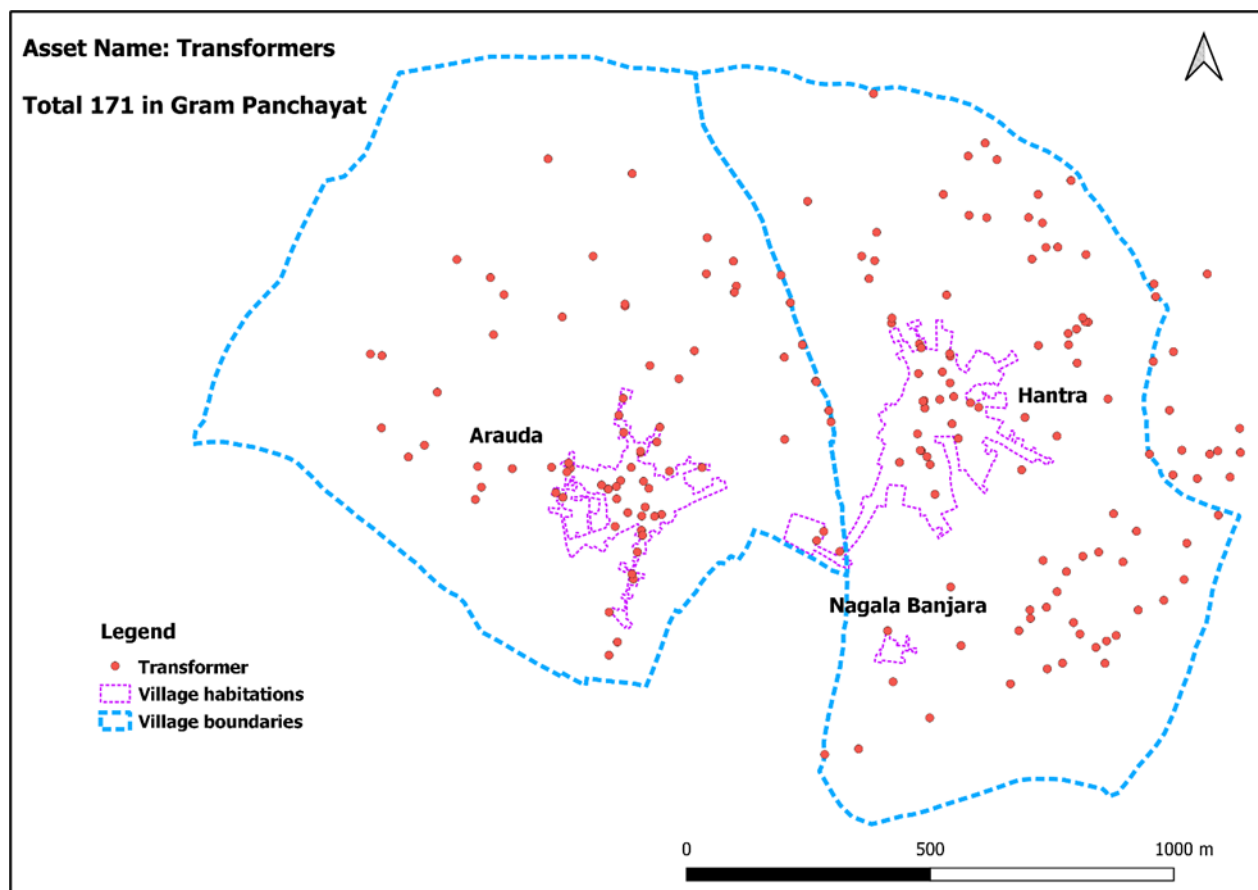 Asset Name: Transformers
Total 171 in Gram Panchayat
Hantra
Arauda
Nagala Banjara
Legend
Transformer
Village habitations
Village boundaries
0 500 1000 m